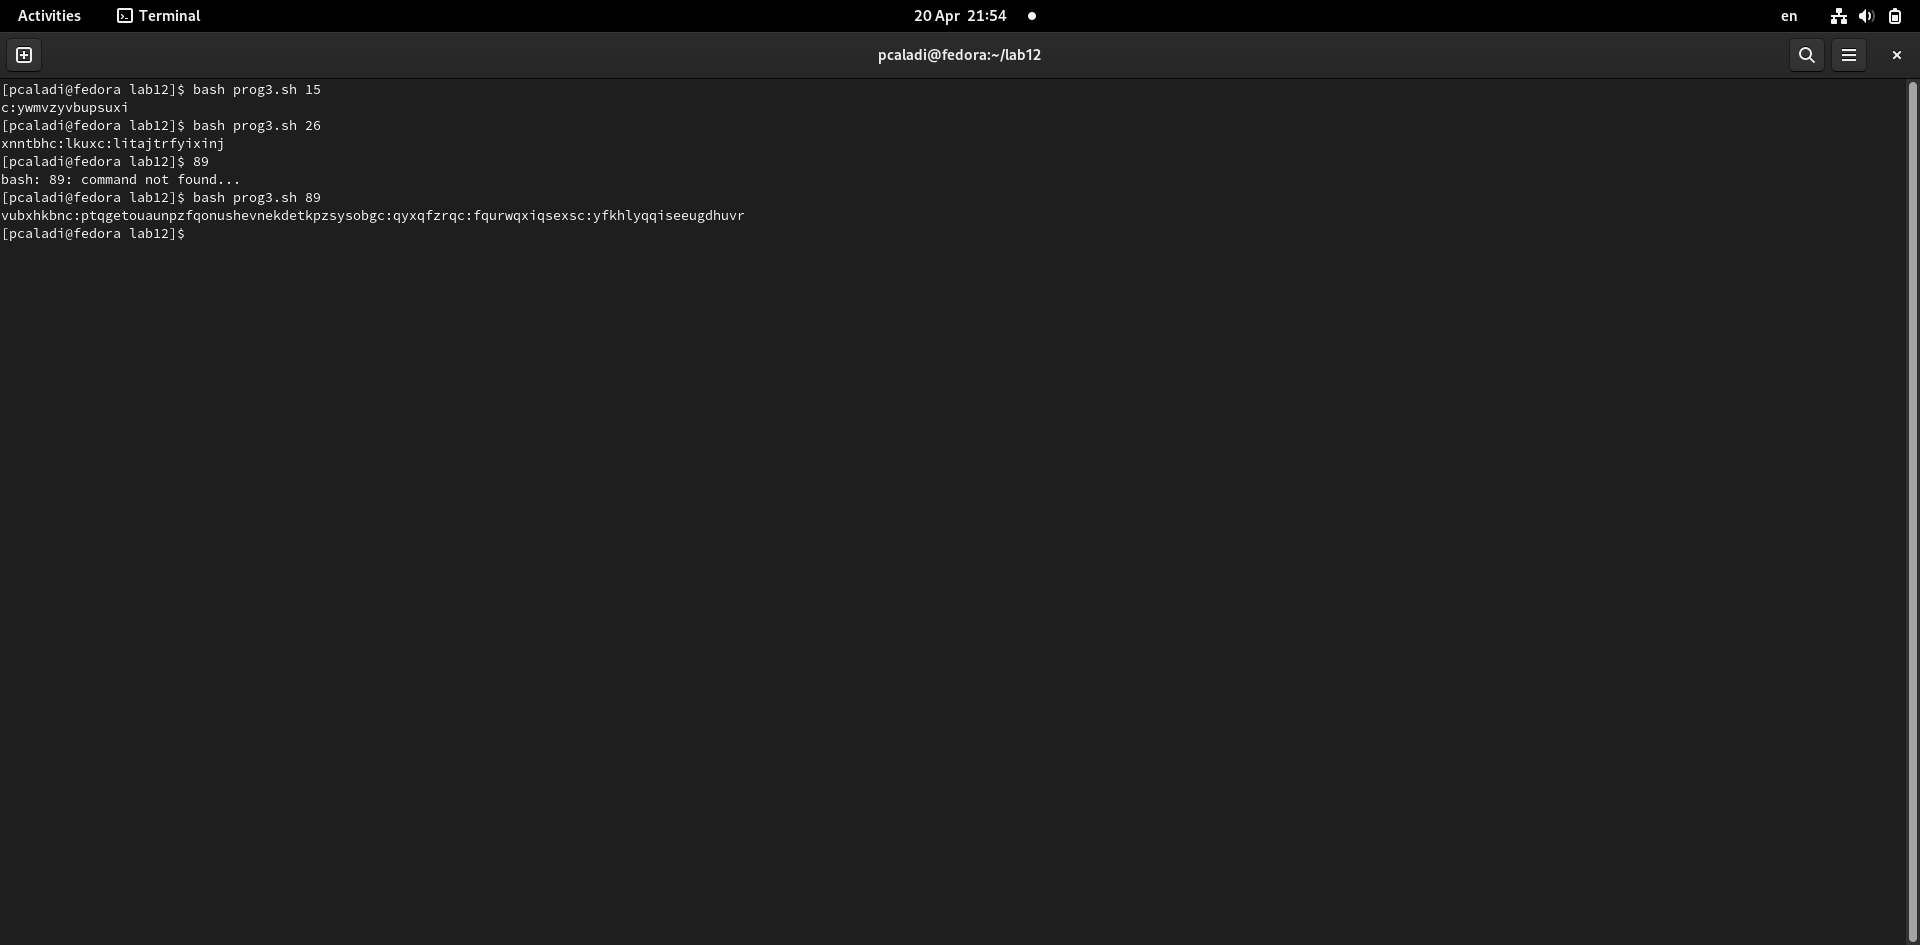 Activities Terminal 20 Apr 21:54 en
pcaladi@fedora:~/lab12
[pcaladi@fedora lab12]$ bash prog3.sh 15
c:ywmvzyvbupsuxi
[pcaladi@fedora lab12]$ bash prog3.sh 26
xnntbhc:lkuxc:litajtrfyixinj
[pcaladi@fedora lab12]$ 89
bash: 89: command not found...
[pcaladi@fedora lab12]$ bash prog3.sh 89
vubxhkbnc:ptqgetouaunpzfqonushevnekdetkpzsysobgc:qyxqfzrqc:fqurwqxiqsexsc:yfkhlyqqiseeugdhuvr
[pcaladi@fedora lab12]$